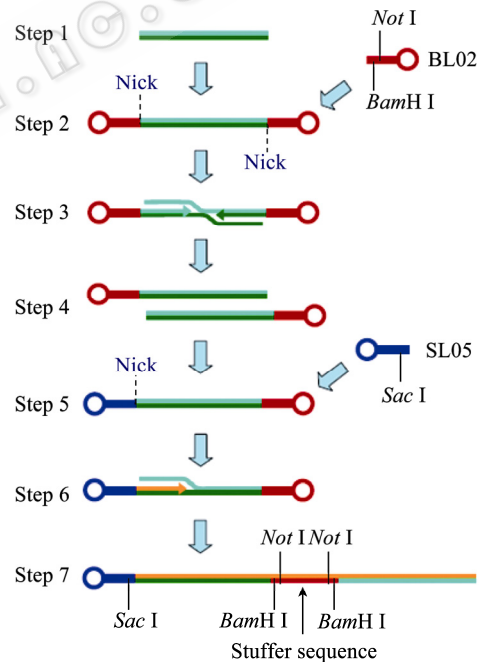 Step 1
Not I
BL02
BamH I
Nick
Step 2
Nick
Step 3
Step 4
SL05
Sac I
Nick
Step 5
Step 6
Not I Not I
Step 7
Sac I
BamH I
BamH I
Stuffer sequence